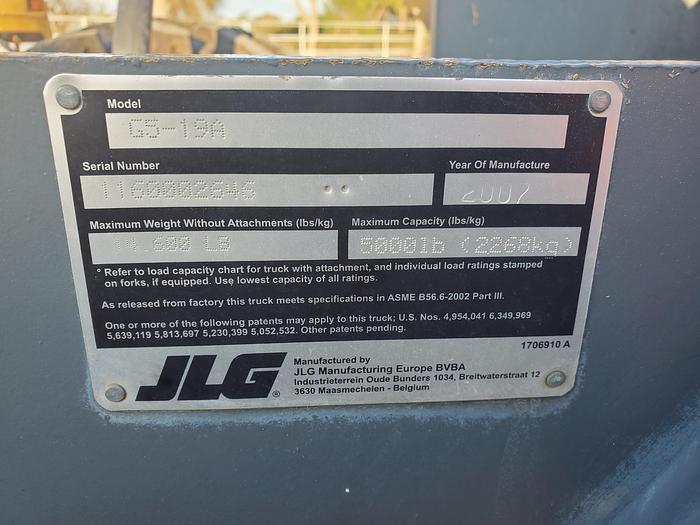 Model
G5-19A
Serial Number
Year Of Manufacture
1160002646
2007
Maximum Weight Without Attachments (lbs/kg)
Maximum Capacity (lbs/kg)
14,600 LB
5000lb (2268kg)
° Refer to load capacity chart for truck with attachment, and individual load ratings stamped
on forks, if equipped. Use lowest capacity of all ratings.
As released from factory this truck meets specifications in ASME B56.6-2002 Part III.
One or more of the following patents may apply to this truck; U.S. Nos. 4,954,041 6,349,969
5,639,119 5,813,697 5,230,399 5,052,532. Other patents pending.
1706910 A
JLG®
Manufactured by
JLG Manufacturing Europe BVBA
Industrieterrein Oude Bunders 1034, Breitwaterstraat 12
3630 Maasmechelen - Belgium